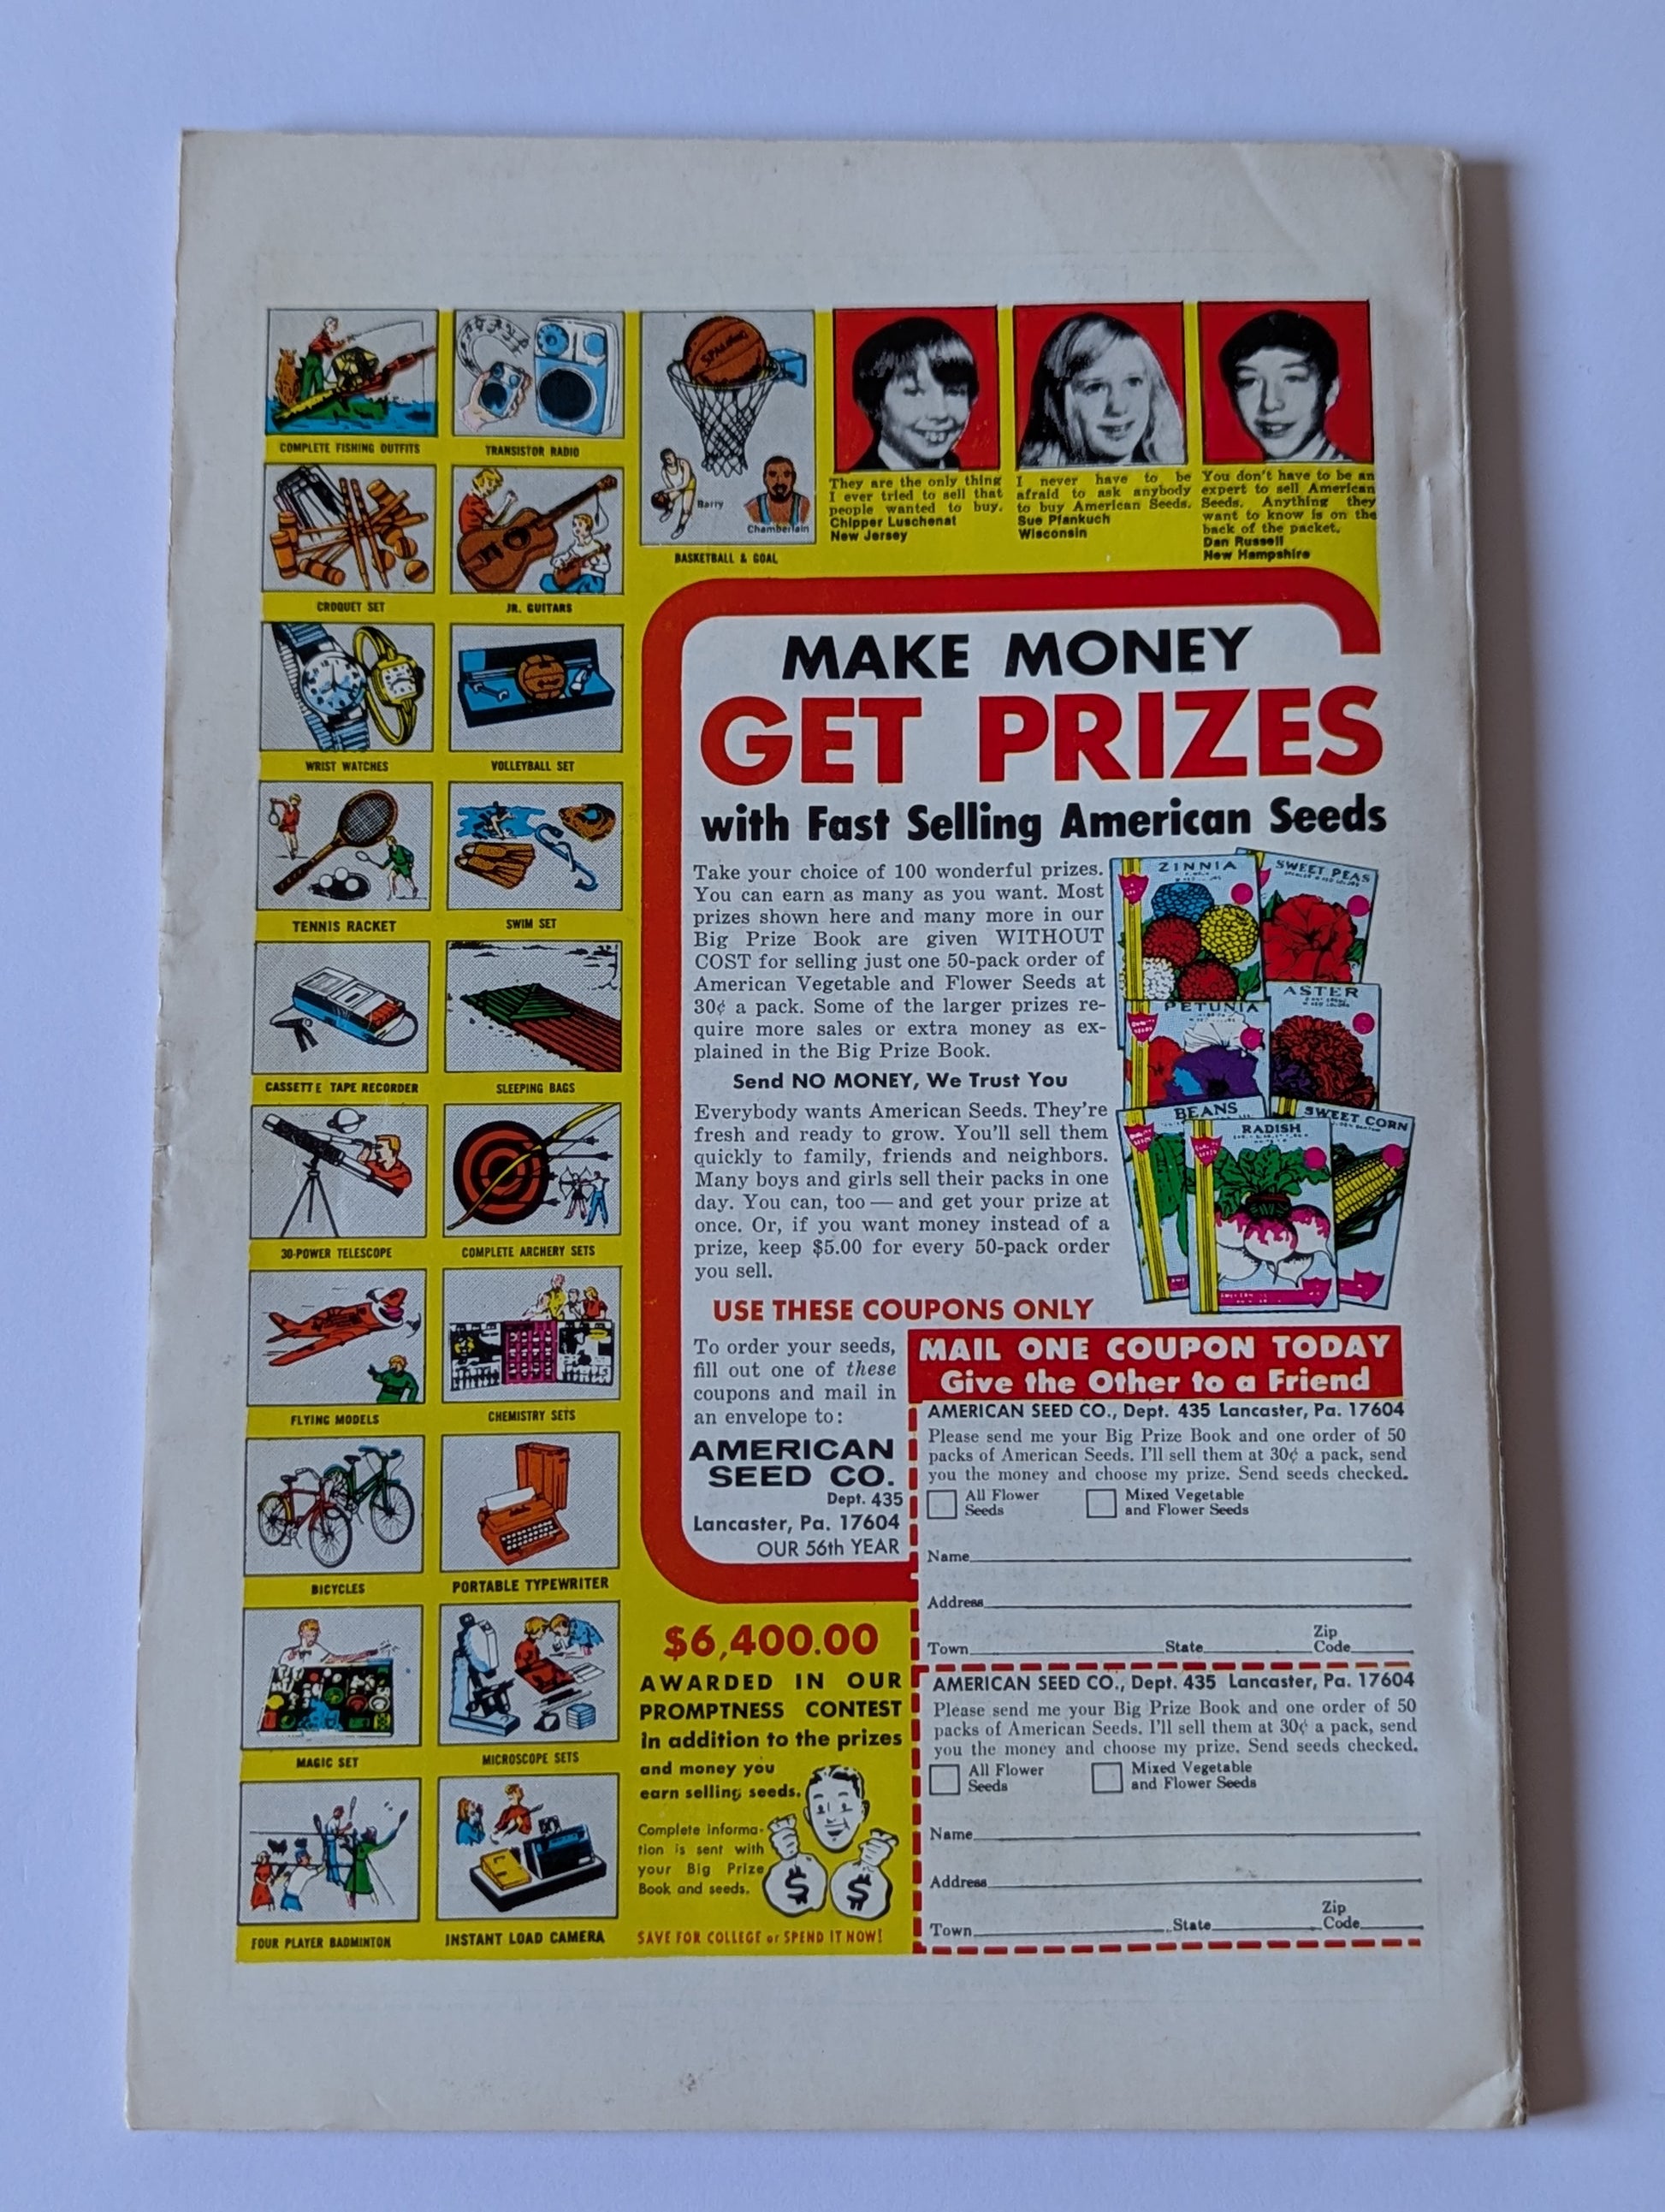 COMPLETE FISHING OUTFITS
TRANSISTOR RADIO
SPALDING
Barry
Chamberlain
BASKETBALL & GOAL
They are the only thing
I ever tried to sell that
people wanted to buy.
Chipper Luschenat
New Jersey
I never have to be
afraid to ask anybody
to buy American Seeds.
Sue Pfankuch
Wisconsin
You don't have to be an
expert to sell American
Seeds. Anything they
want to know is on the
back of the packet.
Dan Russell
New Hampshire
CROQUET SET
JR. GUITARS
WRIST WATCHES
VOLLEYBALL SET
TENNIS RACKET
SWIM SET
CASSETTE TAPE RECORDER
SLEEPING BAGS
30-POWER TELESCOPE
COMPLETE ARCHERY SETS
FLYING MODELS
CHEMISTRY SETS
BICYCLES
PORTABLE TYPEWRITER
MAGIC SET
MICROSCOPE SETS
FOUR PLAYER BADMINTON
INSTANT LOAD CAMERA
MAKE MONEY
GET PRIZES
with Fast Selling American Seeds
Take your choice of 100 wonderful prizes.
You can earn as many as you want. Most
prizes shown here and many more in our
Big Prize Book are given WITHOUT
COST for selling just one 50-pack order of
American Vegetable and Flower Seeds at
30¢ a pack. Some of the larger prizes re-
quire more sales or extra money as ex-
plained in the Big Prize Book.
Send NO MONEY, We Trust You
Everybody wants American Seeds. They're
fresh and ready to grow. You'll sell them
quickly to family, friends and neighbors.
Many boys and girls sell their packs in one
day. You can, too — and get your prize at
once. Or, if you want money instead of a
prize, keep $5.00 for every 50-pack order
you sell.
ZINNIA
SWEET PEAS
PETUNIA
ASTER
BEANS
RADISH
SWEET CORN
USE THESE COUPONS ONLY
To order your seeds,
fill out one of these
coupons and mail in
an envelope to:
AMERICAN
SEED CO.
Dept. 435
Lancaster, Pa. 17604
OUR 56th YEAR
MAIL ONE COUPON TODAY
Give the Other to a Friend
AMERICAN SEED CO., Dept. 435 Lancaster, Pa. 17604
Please send me your Big Prize Book and one order of 50
packs of American Seeds. I'll sell them at 30¢ a pack, send
you the money and choose my prize. Send seeds checked.
All Flower
Seeds
Mixed Vegetable
and Flower Seeds
Name
Address
Town State Zip Code
AMERICAN SEED CO., Dept. 435 Lancaster, Pa. 17604
Please send me your Big Prize Book and one order of 50
packs of American Seeds. I'll sell them at 30¢ a pack, send
you the money and choose my prize. Send seeds checked.
All Flower
Seeds
Mixed Vegetable
and Flower Seeds
Name
Address
Town State Zip Code
$6,400.00
AWARDED IN OUR
PROMPTNESS CONTEST
in addition to the prizes
and money you
earn selling seeds.
Complete informa-
tion is sent with
your Big Prize
Book and seeds.
$ $
SAVE FOR COLLEGE or SPEND IT NOW!